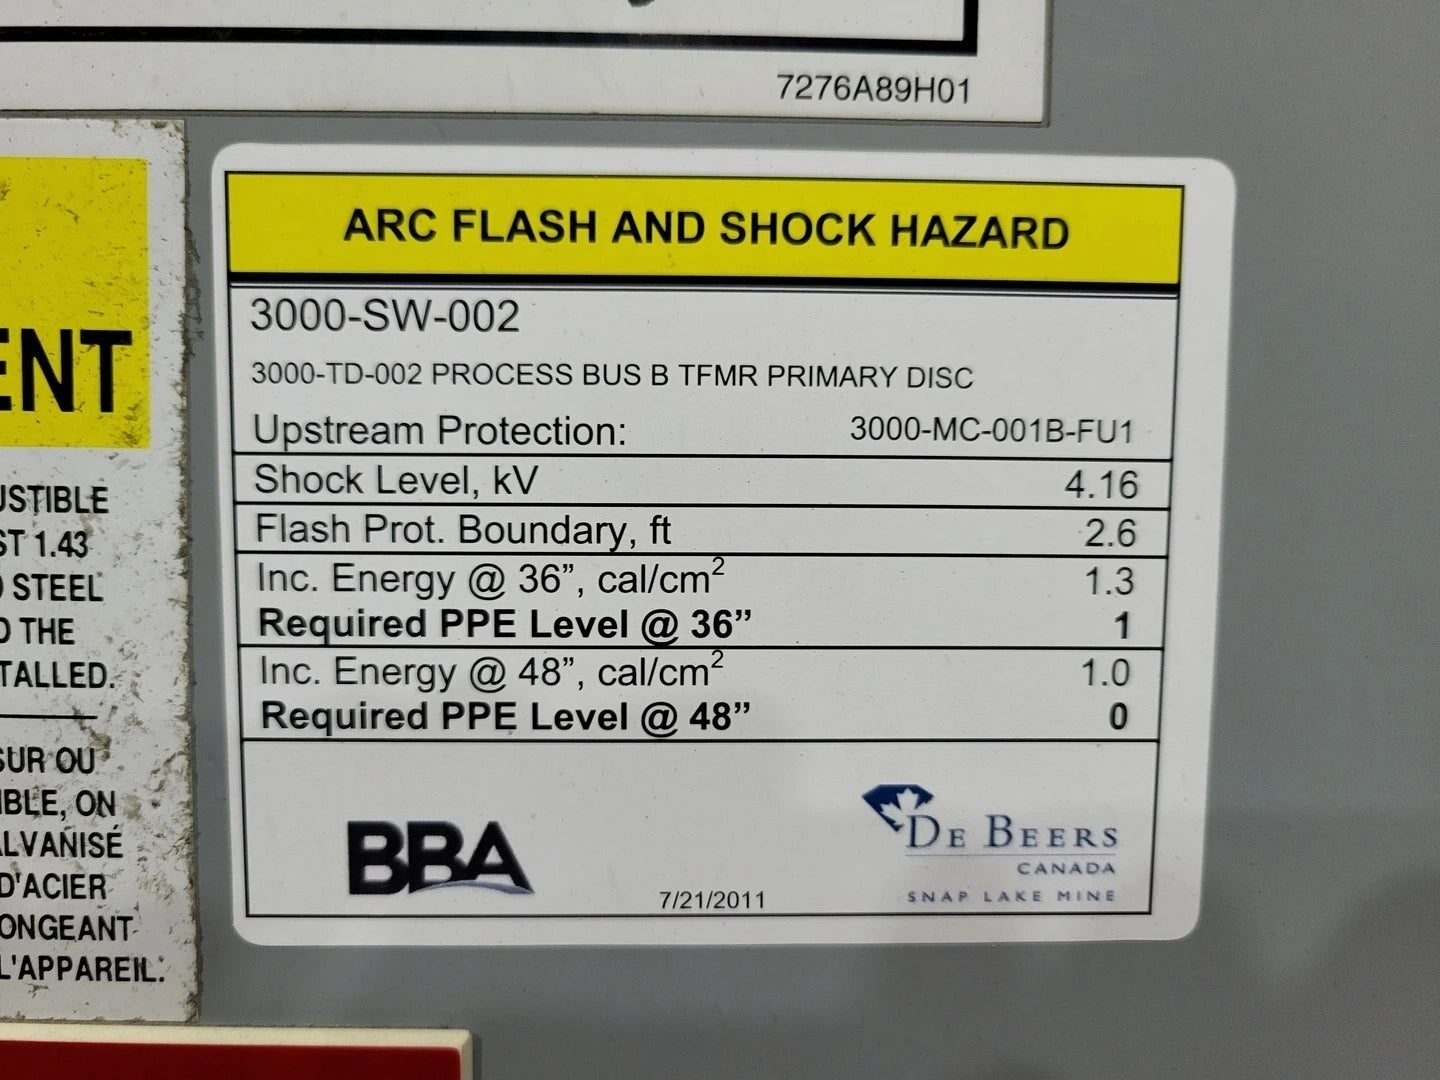 7276A89H01
ENT
USTIBLE
ST 1.43
D STEEL
D THE
TALLED.
SUR OU
IBLE, ON
ALVANISÉ
D'ACIER
ONGEANT
L'APPAREIL.
ARC FLASH AND SHOCK HAZARD
3000-SW-002
3000-TD-002 PROCESS BUS B TFMR PRIMARY DISC
Upstream Protection: 3000-MC-001B-FU1
Shock Level, kV 4.16
Flash Prot. Boundary, ft 2.6
Inc. Energy @ 36”, cal/cm² 1.3
Required PPE Level @ 36” 1
Inc. Energy @ 48”, cal/cm² 1.0
Required PPE Level @ 48” 0
BBA
7/21/2011
DE BEERS
CANADA
SNAP LAKE MINE